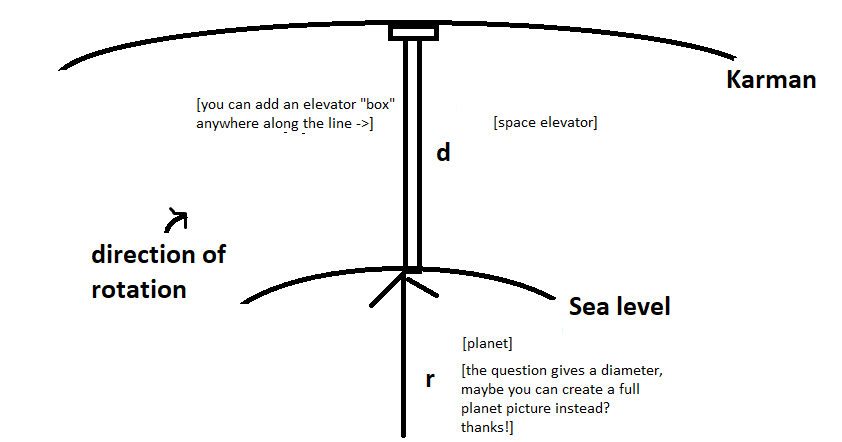 Karman
[you can add an elevator "box"
anywhere along the line ->]
[space elevator]
d
direction of
rotation
Sea level
[planet]
r
[the question gives a diameter,
maybe you can create a full
planet picture instead?
thanks!]